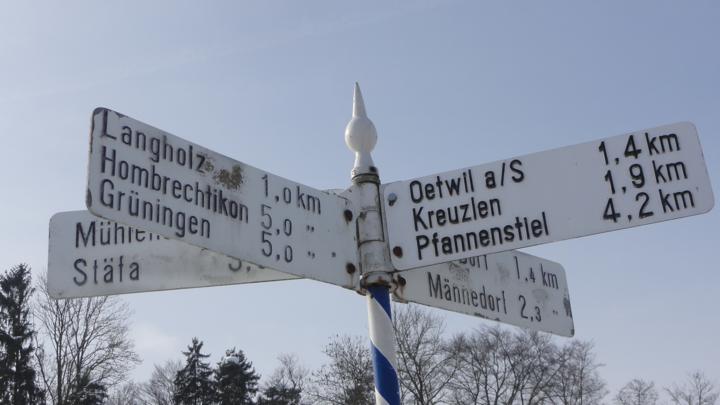 Langholz 1,0 km
Hombrechtikon 5,0 "
Grüningen 5,0 "
Stäfa
Oetwil a/S 1,4 km
Kreuzlen 1,9 km
Pfannenstiel 4,2 km
1,4 km
Männedorf 2,3 "